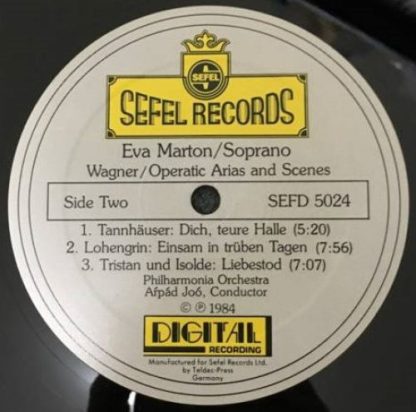 SEFEL
SEFEL RECORDS
Eva Marton/Soprano
Wagner/Operatic Arias and Scenes
Side Two SEFD 5024
1. Tannhäuser: Dich, teure Halle (5:20)
2. Lohengrin: Einsam in trüben Tagen (7:56)
3. Tristan und Isolde: Liebestod (7:07)
Philharmonia Orchestra
Afpád Joó, Conductor
© ℗ 1984
DIGITAL
RECORDING
Manufactured for Sefel Records Ltd.
by Teldec-Press
Germany